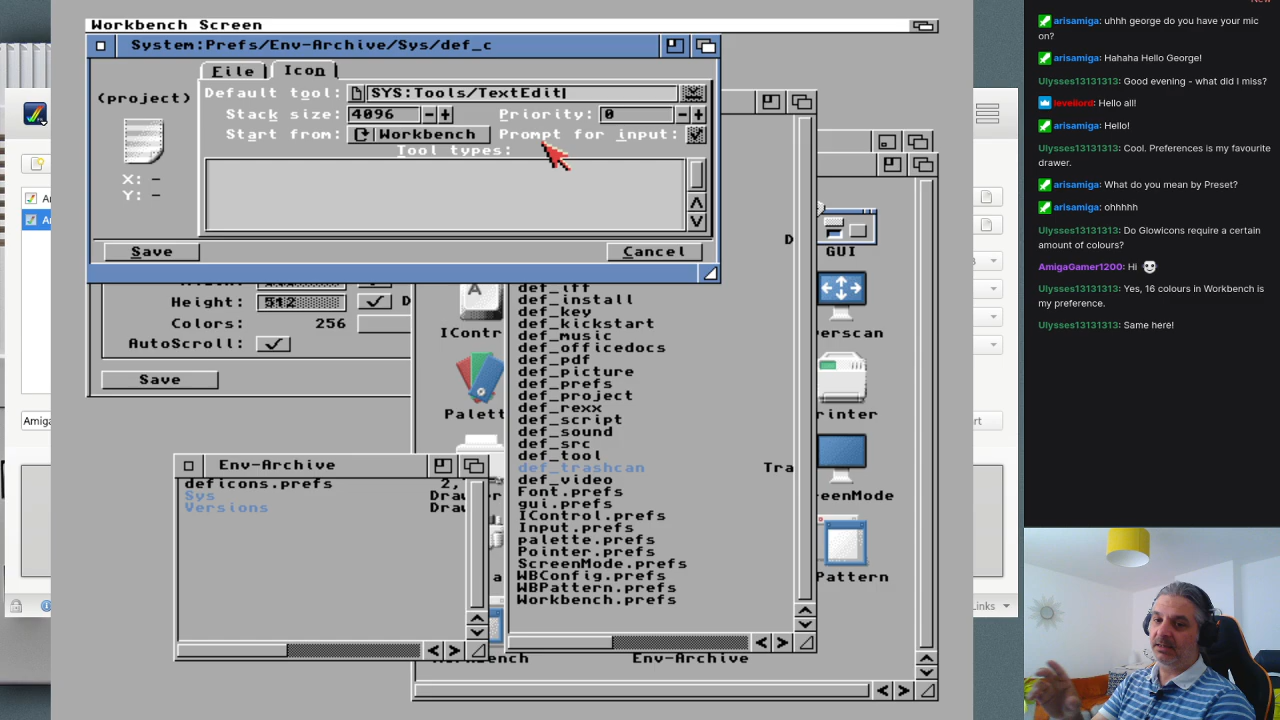 Workbench Screen
System:Prefs/Env-Archive/Sys/def_c
File
Icon
(project)
X: -
Y: -
Default tool:
SYS:Tools/TextEdit
Stack size:
4096
Priority:
0
Start from:
Workbench
Prompt for input:
Tool types:
Save
Cancel
Height:
512
Colors:
256
AutoScroll:
Save
Env-Archive
deficons.prefs
2,
Sys
Draw
Versions
Draw
IContr
Palett
def_iff
def_install
def_key
def_kickstart
def_music
def_officedocs
def_pdf
def_picture
def_prefs
def_project
def_rexx
def_script
def_sound
def_src
def_tool
def_trashcan
Tra
def_video
Font.prefs
gui.prefs
IControl.prefs
Input.prefs
palette.prefs
Pointer.prefs
ScreenMode.prefs
WBConfig.prefs
WBPattern.prefs
Workbench.prefs
D
GUI
erscan
rinter
reenMode
Pattern
Env-Archive
Amiga
Links
arisamiga: uhhh george do you have your mic
on?
arisamiga: Hahaha Hello George!
Ulysses13131313: Good evening - what did I miss?
levellord: Hello all!
arisamiga: Hello!
Ulysses13131313: Cool. Preferences is my favourite
drawer.
arisamiga: What do you mean by Preset?
arisamiga: ohhhhh
Ulysses13131313: Do Glowicons require a certain
amount of colours?
AmigaGamer1200: Hi
Ulysses13131313: Yes, 16 colours in Workbench is
my preference.
Ulysses13131313: Same here!